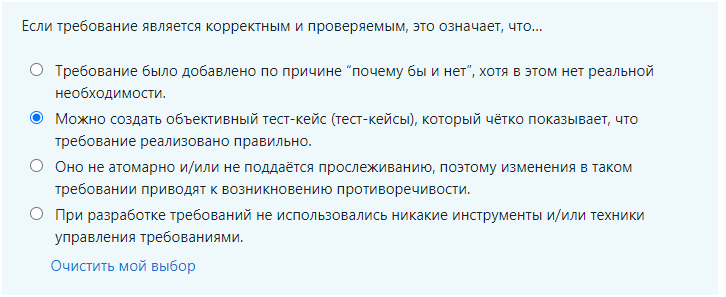 Если требование является корректным и проверяемым, это означает, что...
Требование было добавлено по причине “почему бы и нет”, хотя в этом нет реальной
необходимости.
Можно создать объективный тест-кейс (тест-кейсы), который чётко показывает, что
требование реализовано правильно.
Оно не атомарно и/или не поддаётся прослеживанию, поэтому изменения в таком
требовании приводят к возникновению противоречивости.
При разработке требований не использовались никакие инструменты и/или техники
управления требованиями.
Очистить мой выбор